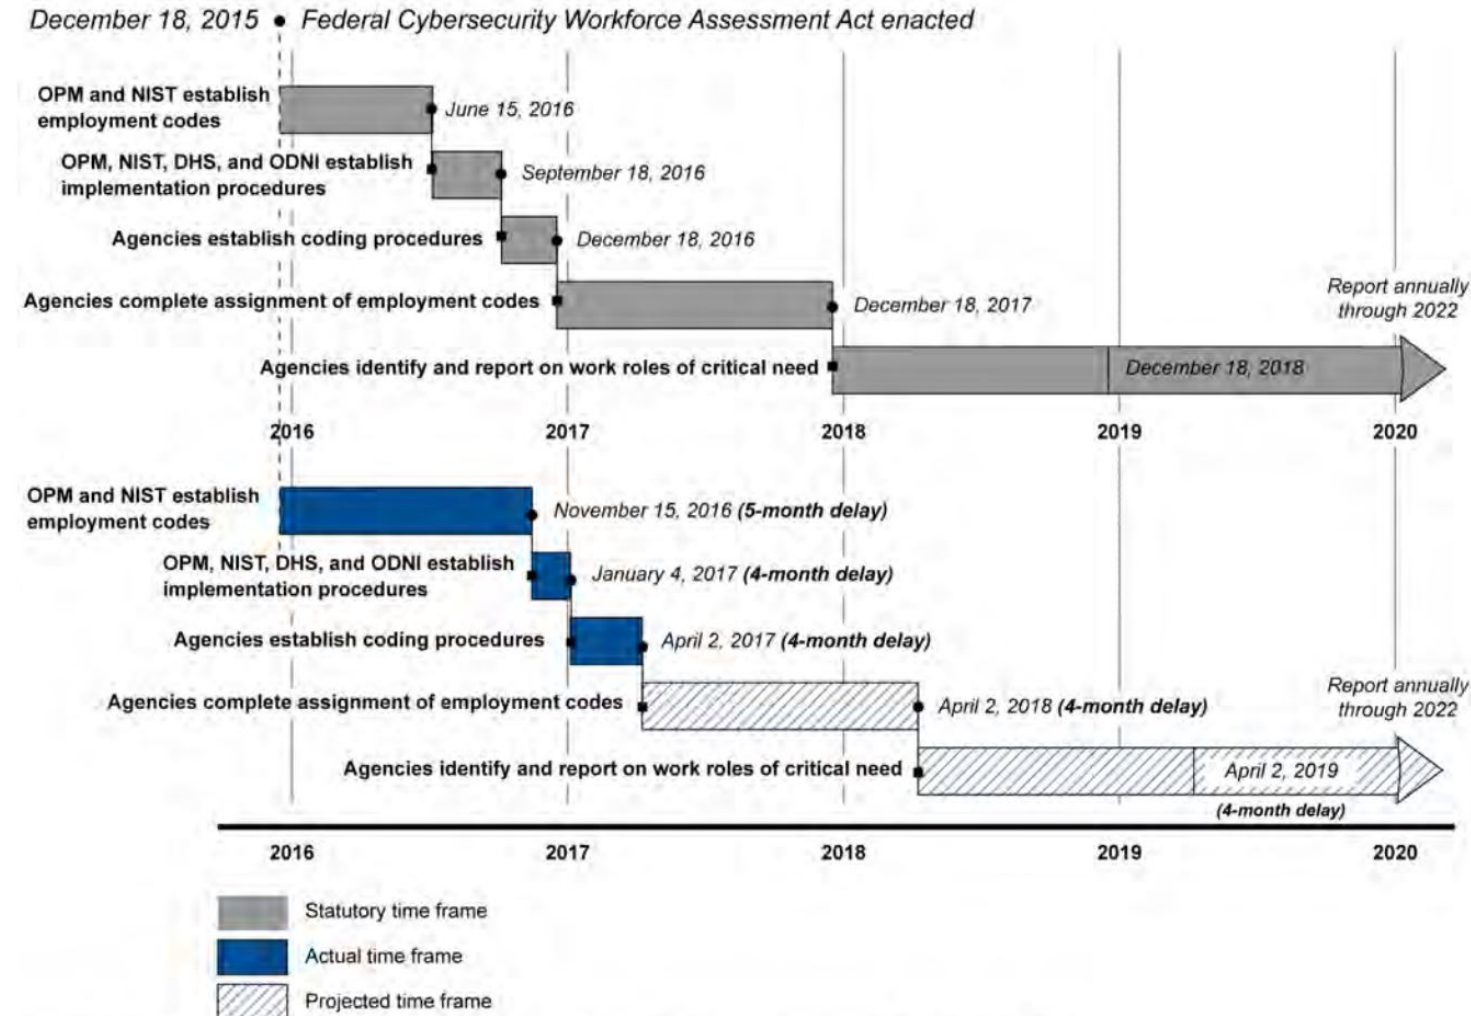 December 18, 2015 • Federal Cybersecurity Workforce Assessment Act enacted
OPM and NIST establish
employment codes
June 15, 2016
OPM, NIST, DHS, and ODNI establish
implementation procedures
September 18, 2016
Agencies establish coding procedures
December 18, 2016
Agencies complete assignment of employment codes
December 18, 2017
Report annually
through 2022
Agencies identify and report on work roles of critical need
December 18, 2018
2016 2017 2018 2019 2020
OPM and NIST establish
employment codes
November 15, 2016 (5-month delay)
OPM, NIST, DHS, and ODNI establish
implementation procedures
January 4, 2017 (4-month delay)
Agencies establish coding procedures
April 2, 2017 (4-month delay)
Agencies complete assignment of employment codes
April 2, 2018 (4-month delay)
Report annually
through 2022
Agencies identify and report on work roles of critical need
April 2, 2019
(4-month delay)
2016 2017 2018 2019 2020
Statutory time frame
Actual time frame
Projected time frame